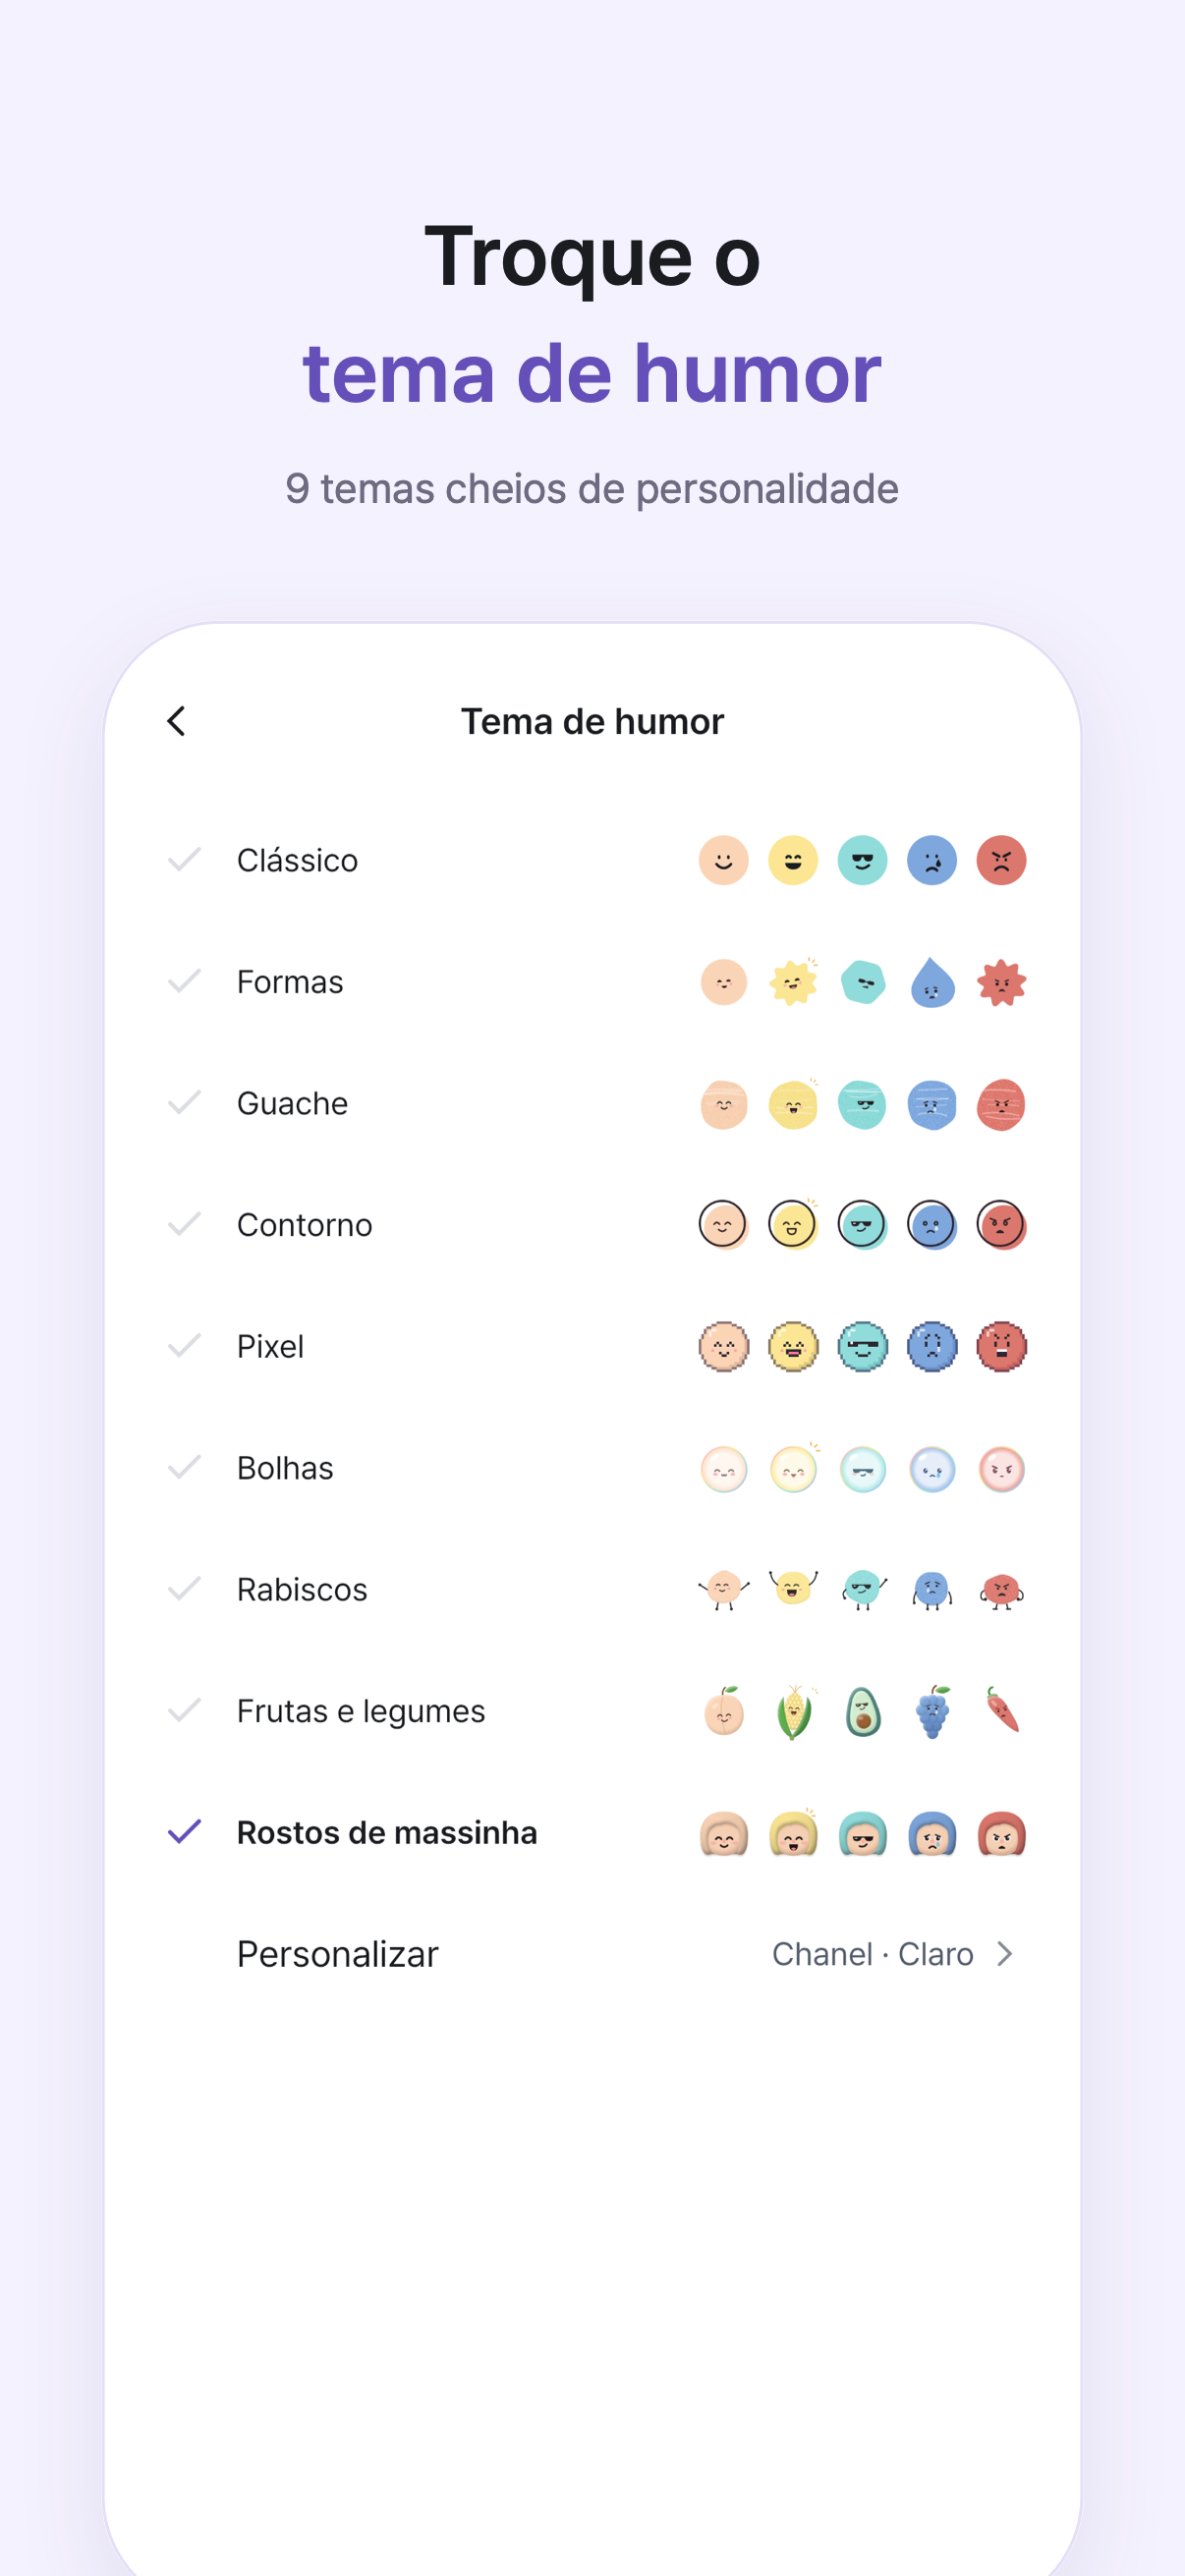 Troque o
tema de humor
9 temas cheios de personalidade
Tema de humor
Clássico
Formas
Guache
Contorno
Pixel
Bolhas
Rabiscos
Frutas e legumes
Rostos de massinha
Personalizar
Chanel · Claro